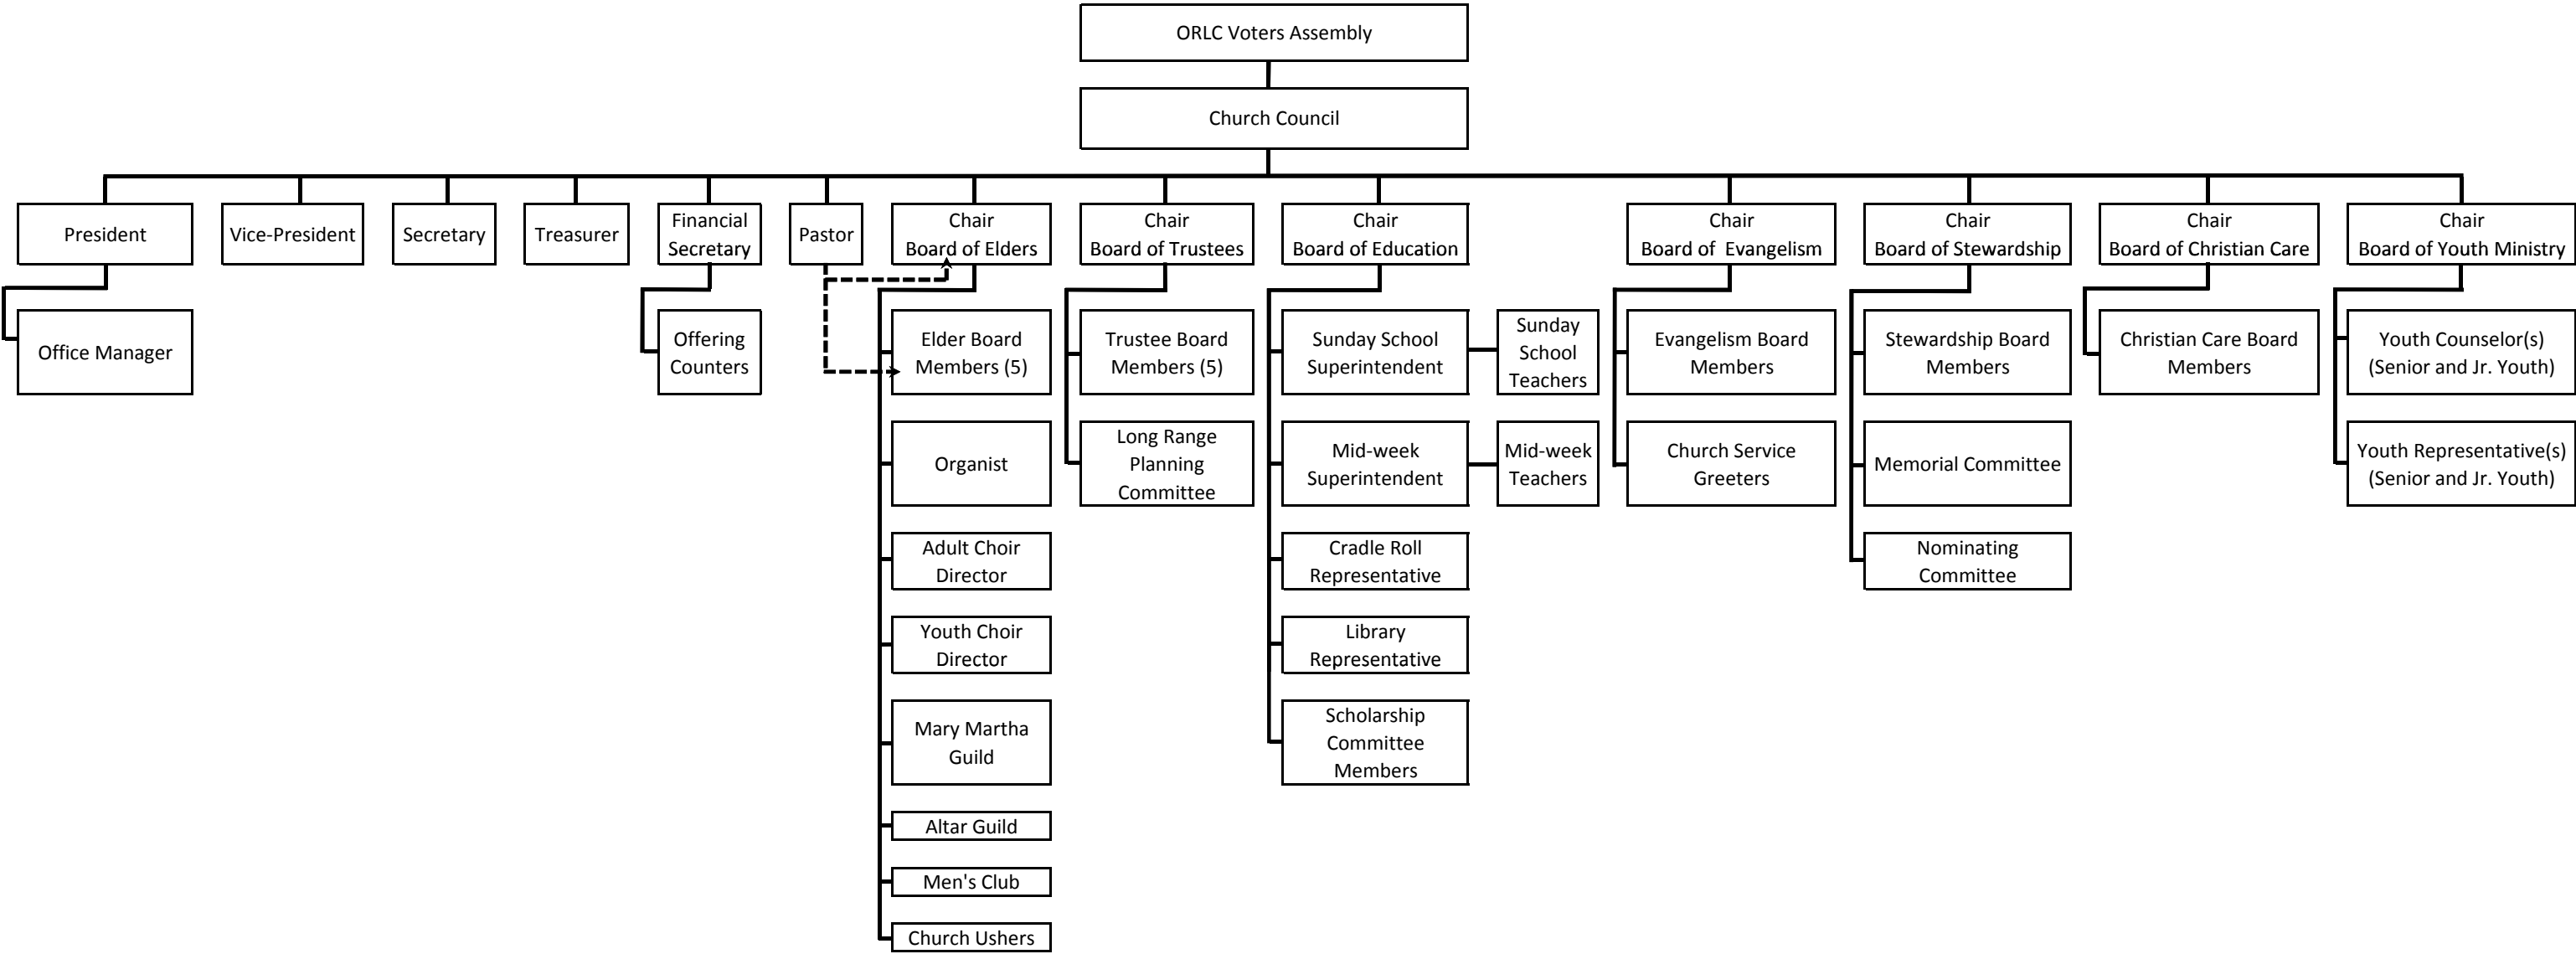 ORLC Voters Assembly
Church Council
President
Vice-President
Secretary
Treasurer
Financial
Secretary
Pastor
Chair
Board of Elders
Chair
Board of Trustees
Chair
Board of Education
Chair
Board of  Evangelism
Chair
Board of Stewardship
Chair
Board of Christian Care
Chair
Board of Youth Ministry
Office Manager
Offering
Counters
Elder Board
Members (5)
Trustee Board
Members (5)
Sunday School
Superintendent
Sunday
School
Teachers
Evangelism Board
Members
Stewardship Board
Members
Christian Care Board
Members
Youth Counselor(s)
(Senior and Jr. Youth)
Organist
Long Range
Planning
Committee
Mid-week
Superintendent
Mid-week
Teachers
Church Service
Greeters
Memorial Committee
Youth Representative(s)
(Senior and Jr. Youth)
Adult Choir
Director
Cradle Roll
Representative
Nominating
Committee
Youth Choir
Director
Library
Representative
Mary Martha
Guild
Scholarship
Committee
Members
Altar Guild
Men's Club
Church Ushers